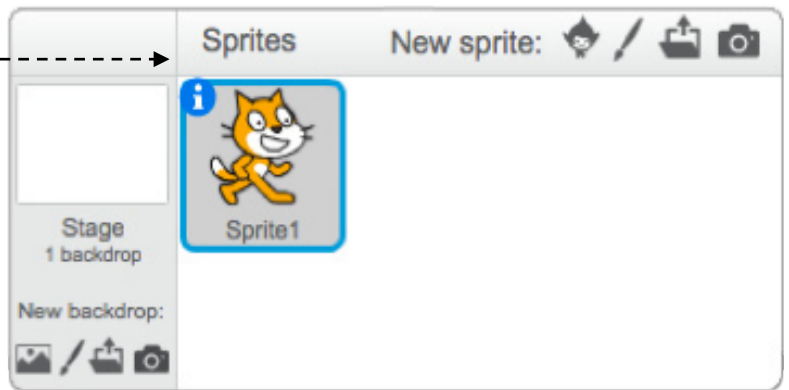 Sprites New sprite:
i
Sprite1
Stage
1 backdrop
New backdrop: